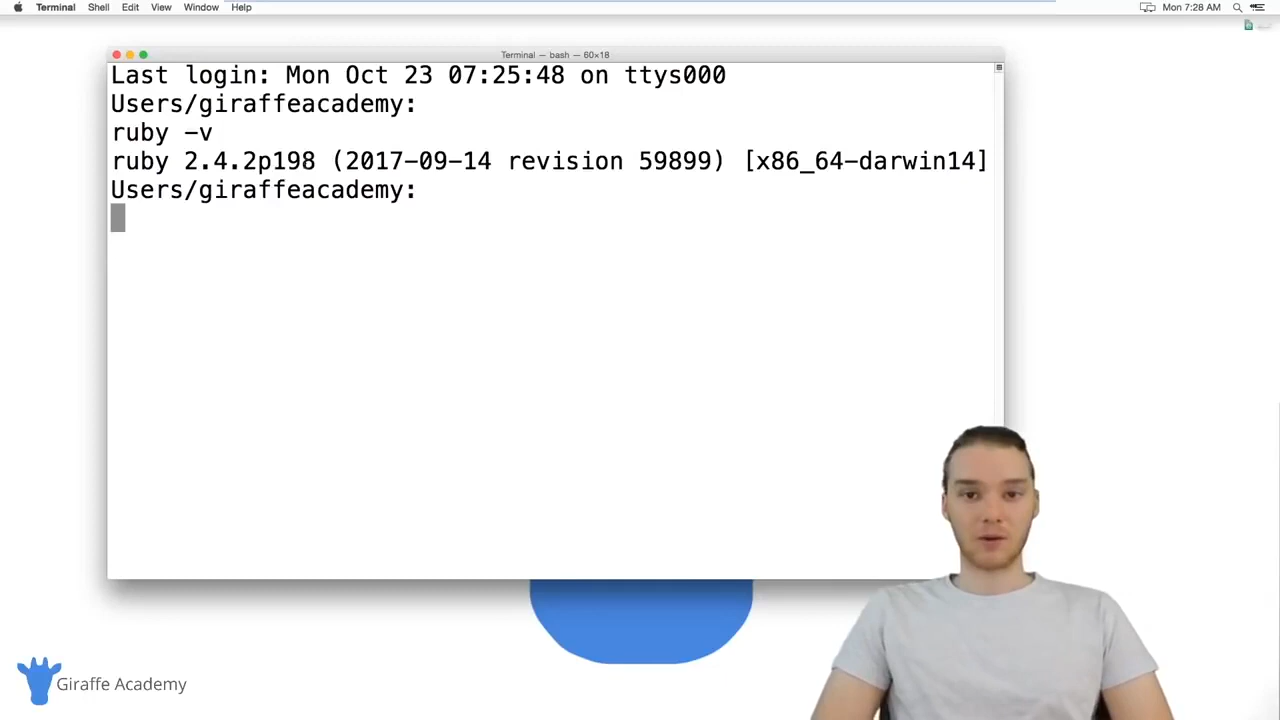 Terminal Shell Edit View Window Help Mon 7:28 AM
Terminal — bash — 60×18
Last login: Mon Oct 23 07:25:48 on ttys000
Users/giraffeacademy:
ruby -v
ruby 2.4.2p198 (2017-09-14 revision 59899) [x86_64-darwin14]
Users/giraffeacademy:
Giraffe Academy